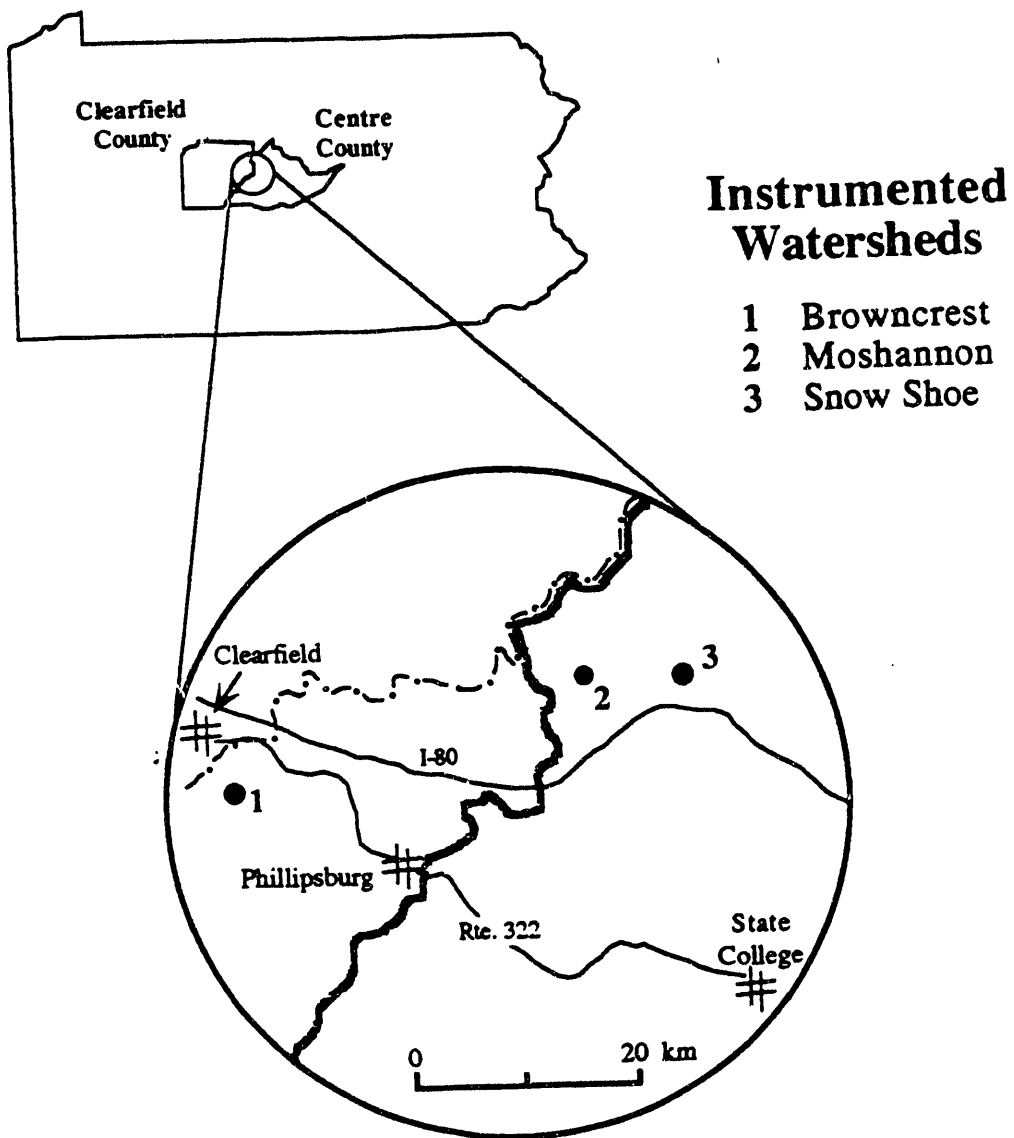 Clearfield
County
Centre
County
Instrumented
Watersheds
1 Browncrest
2 Moshannon
3 Snow Shoe
Clearfield
3
2
I-80
1
Phillipsburg
Rte. 322
State
College
0 20 km